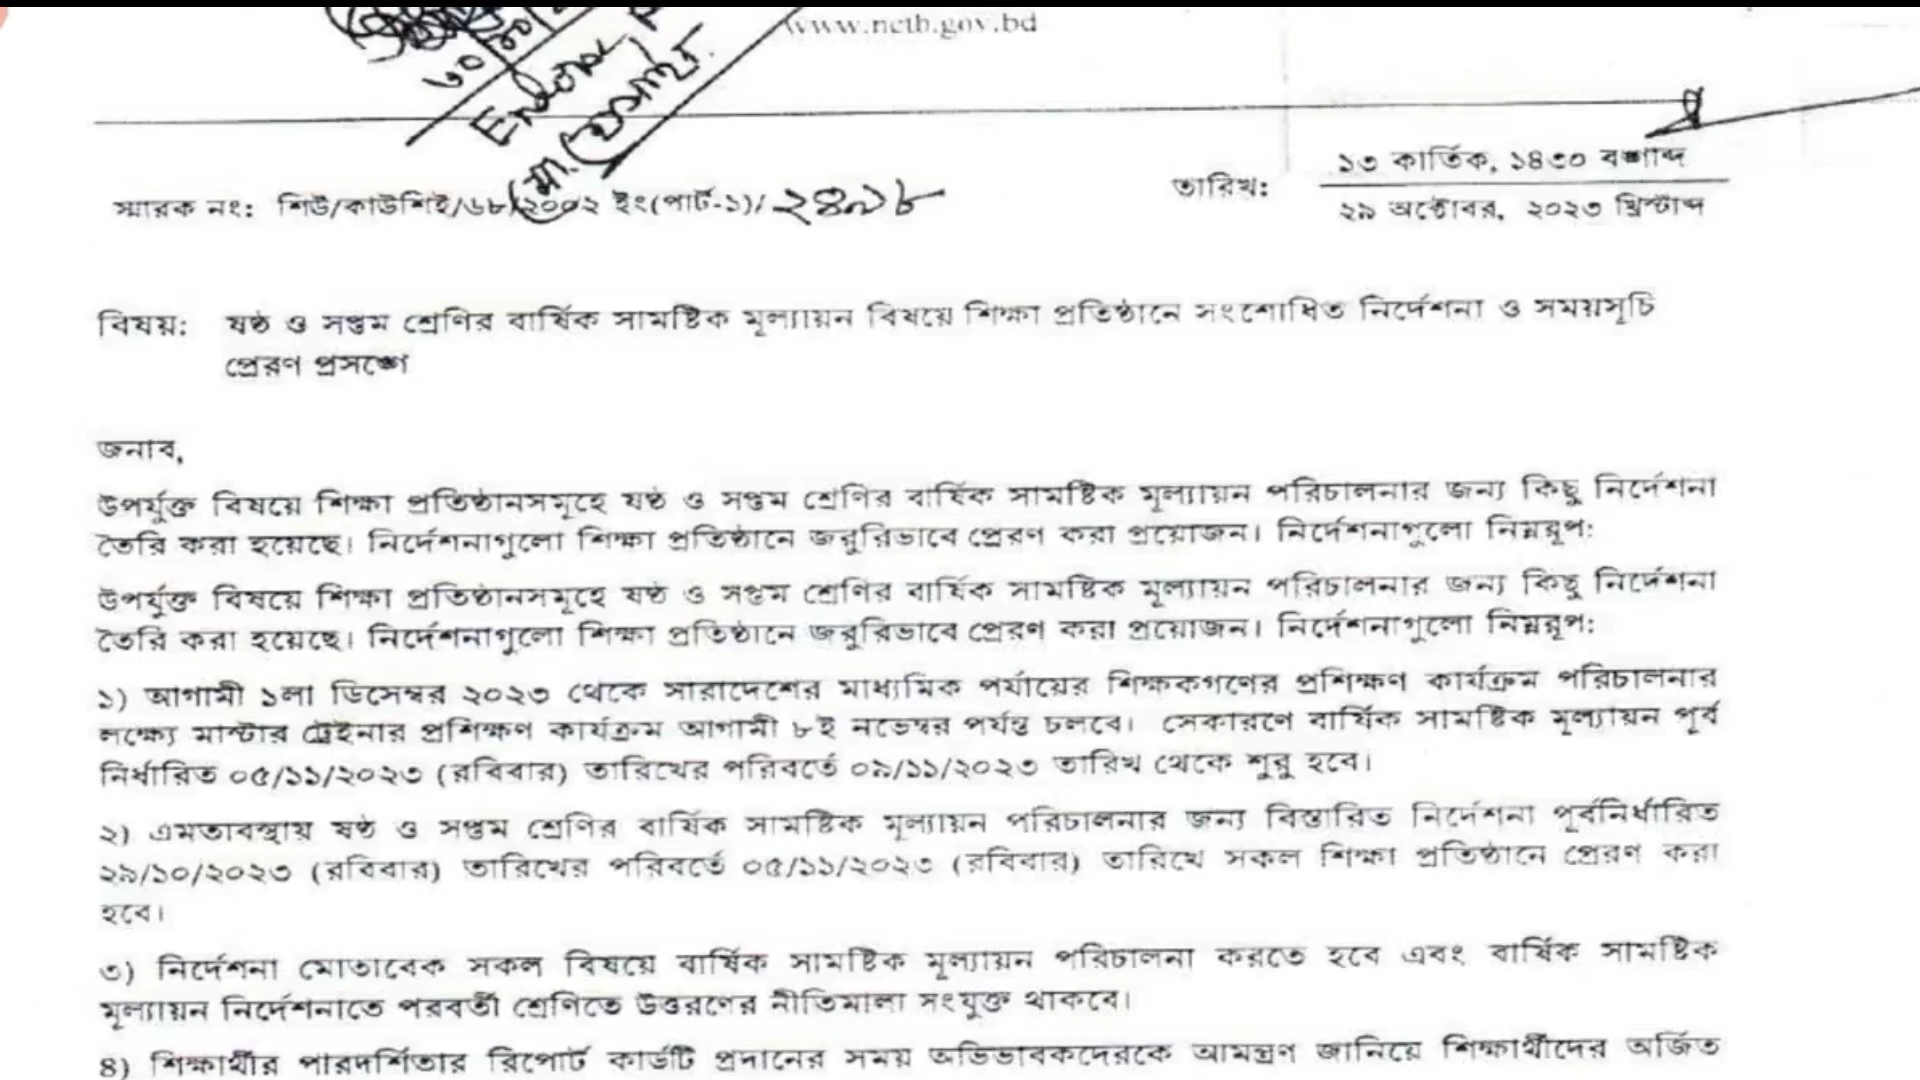 www.nctb.gov.bd
স্মারক নং: শিউ/কাউশিই/৬৮/২০০২ ইং(পার্ট-১)/
তারিখ:
১৩ কার্তিক, ১৪৩০ বঙ্গাব্দ
২৯ অক্টোবর, ২০২৩ খ্রিস্টাব্দ
বিষয়: ষষ্ঠ ও সপ্তম শ্রেণির বার্ষিক সামষ্টিক মূল্যায়ন বিষয়ে শিক্ষা প্রতিষ্ঠানে সংশোধিত নির্দেশনা ও সময়সূচি
প্রেরণ প্রসঙ্গে
জনাব,
উপর্যুক্ত বিষয়ে শিক্ষা প্রতিষ্ঠানসমূহে ষষ্ঠ ও সপ্তম শ্রেণির বার্ষিক সামষ্টিক মূল্যায়ন পরিচালনার জন্য কিছু নির্দেশনা
তৈরি করা হয়েছে। নির্দেশনাগুলো শিক্ষা প্রতিষ্ঠানে জরুরিভাবে প্রেরণ করা প্রয়োজন। নির্দেশনাগুলো নিম্নরূপ:
উপর্যুক্ত বিষয়ে শিক্ষা প্রতিষ্ঠানসমূহে ষষ্ঠ ও সপ্তম শ্রেণির বার্ষিক সামষ্টিক মূল্যায়ন পরিচালনার জন্য কিছু নির্দেশনা
তৈরি করা হয়েছে। নির্দেশনাগুলো শিক্ষা প্রতিষ্ঠানে জরুরিভাবে প্রেরণ করা প্রয়োজন। নির্দেশনাগুলো নিম্নরূপ:
১) আগামী ১লা ডিসেম্বর ২০২৩ থেকে সারাদেশের মাধ্যমিক পর্যায়ের শিক্ষকগণের প্রশিক্ষণ কার্যক্রম পরিচালনার
লক্ষ্যে মাস্টার ট্রেইনার প্রশিক্ষণ কার্যক্রম আগামী ৮ই নভেম্বর পর্যন্ত চলবে। সেকারণে বার্ষিক সামষ্টিক মূল্যায়ন পূর্ব
নির্ধারিত ০৫/১১/২০২৩ (রবিবার) তারিখের পরিবর্তে ০৯/১১/২০২৩ তারিখ থেকে শুরু হবে।
২) এমতাবস্থায় ষষ্ঠ ও সপ্তম শ্রেণির বার্ষিক সামষ্টিক মূল্যায়ন পরিচালনার জন্য বিস্তারিত নির্দেশনা পূর্বনির্ধারিত
২৯/১০/২০২৩ (রবিবার) তারিখের পরিবর্তে ০৫/১১/২০২৩ (রবিবার) তারিখে সকল শিক্ষা প্রতিষ্ঠানে প্রেরণ করা
হবে।
৩) নির্দেশনা মোতাবেক সকল বিষয়ে বার্ষিক সামষ্টিক মূল্যায়ন পরিচালনা করতে হবে এবং বার্ষিক সামষ্টিক
মূল্যায়ন নির্দেশনাতে পরবর্তী শ্রেণিতে উত্তরণের নীতিমালা সংযুক্ত থাকবে।
৪) শিক্ষার্থীর পারদর্শিতার রিপোর্ট কার্ডটি প্রদানের সময় অভিভাবকদেরকে আমন্ত্রণ জানিয়ে শিক্ষার্থীদের অর্জিত